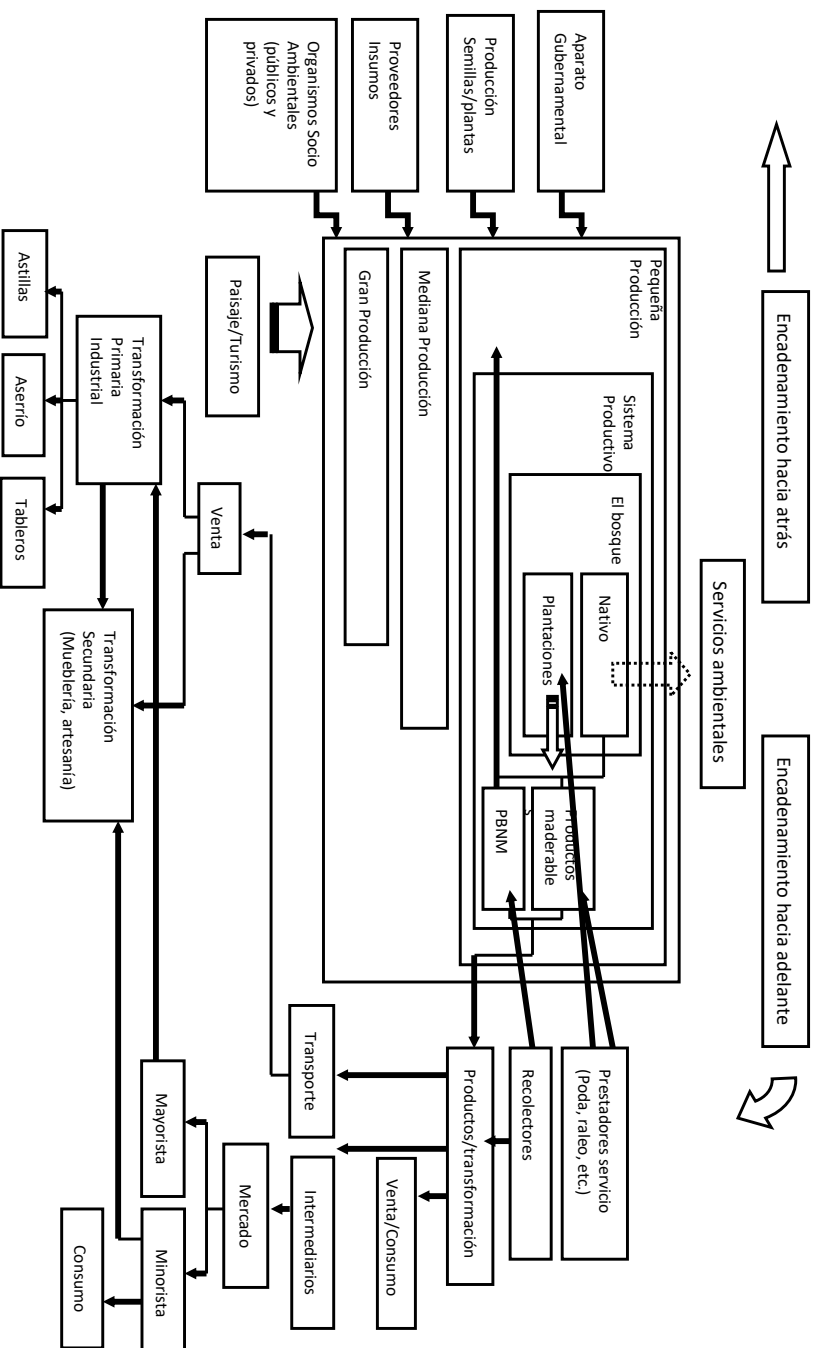 Encadenamiento hacia atrás
Encadenamiento hacia adelante
Servicios ambientales
Aparato
Gubernamental
Producción
Semillas/plantas
Proveedores
Insumos
Organismos Socio
Ambientales
(públicos y
privados)
Pequeña
Producción
Sistema
Productivo
El bosque
Nativo
Plantaciones
Productos
maderable
s
PBNM
Mediana Producción
Gran Producción
Paisaje/Turismo
Prestadores servicio
(Poda, raleo, etc.)
Recolectores
Productos/transformación
Venta/Consumo
Transporte
Intermediarios
Venta
Mercado
Mayorista
Minorista
Transformación
Primaria
Industrial
Transformación
Secundaria
(Mueblería, artesanía)
Consumo
Astillas
Aserrío
Tableros